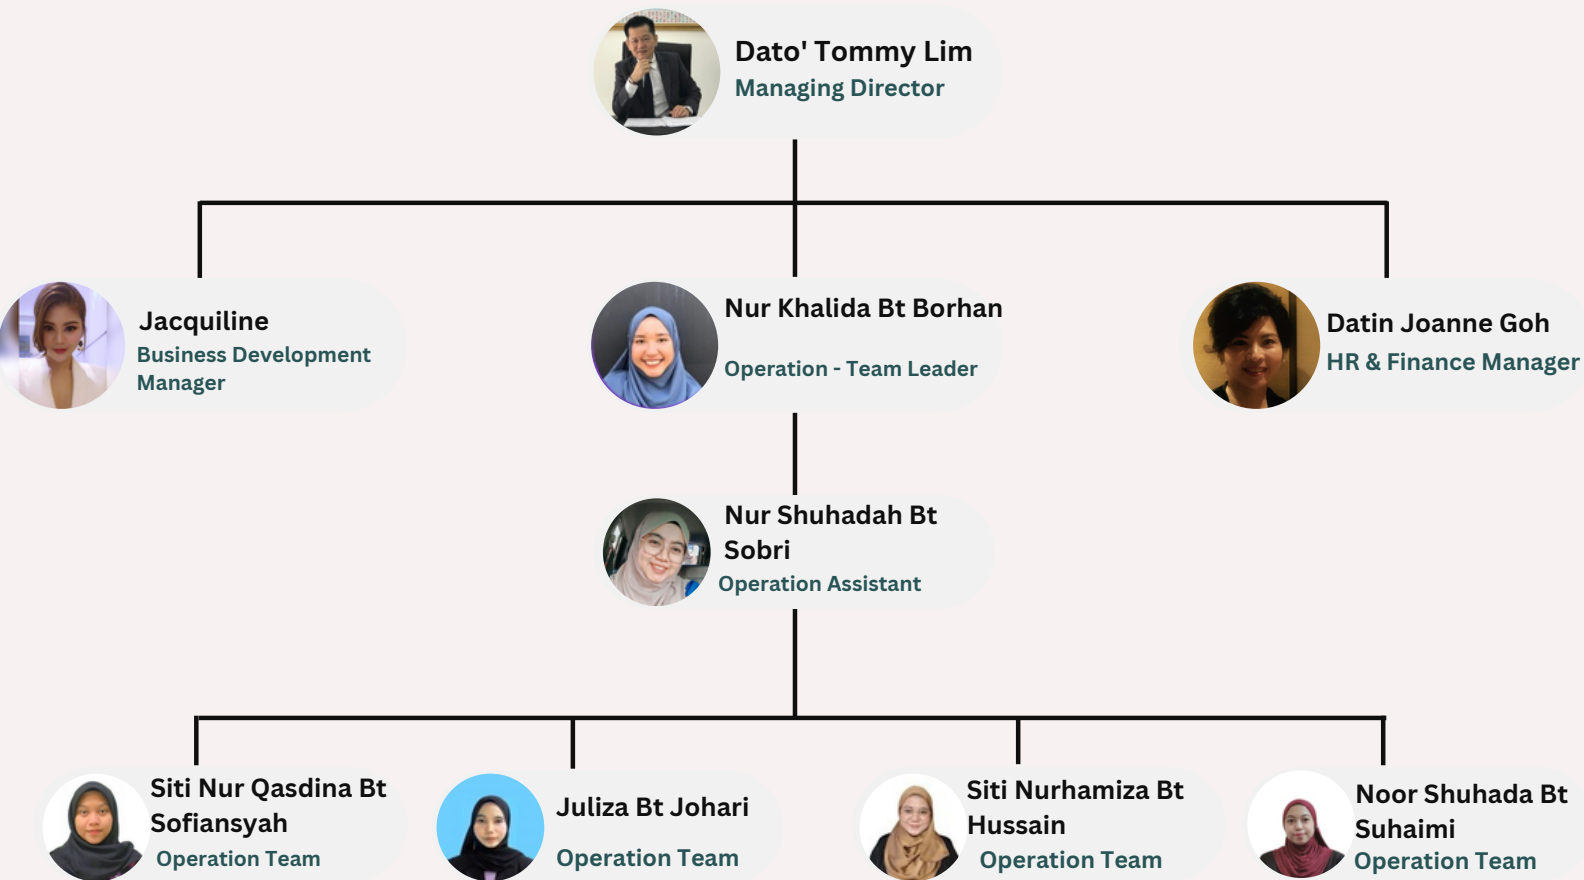 Dato' Tommy Lim
Managing Director
Jacquiline
Business Development
Manager
Nur Khalida Bt Borhan
Operation - Team Leader
Datin Joanne Goh
HR & Finance Manager
Nur Shuhadah Bt
Sobri
Operation Assistant
Siti Nur Qasdina Bt
Sofiansyah
Operation Team
Juliza Bt Johari
Operation Team
Siti Nurhamiza Bt
Hussain
Operation Team
Noor Shuhada Bt
Suhaimi
Operation Team